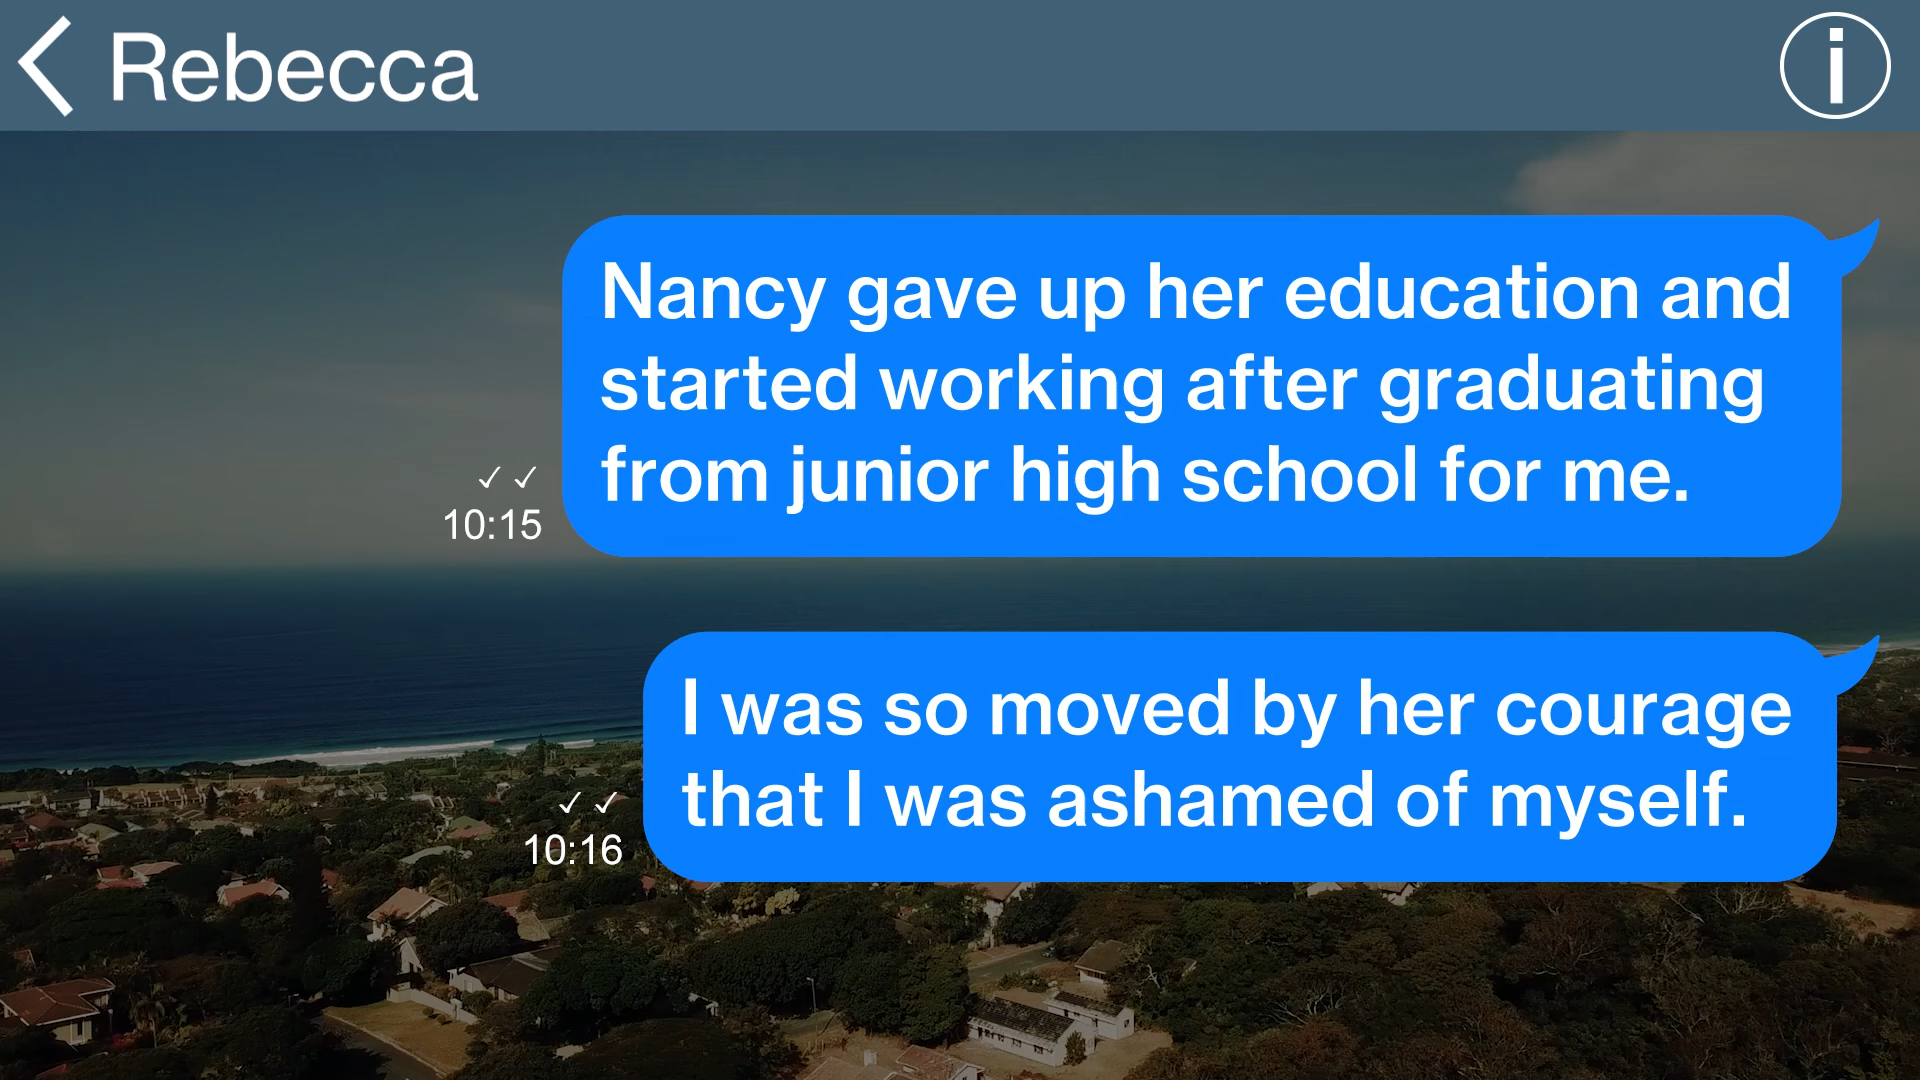 Rebecca
Nancy gave up her education and
started working after graduating
from junior high school for me.
✓ ✓
10:15
I was so moved by her courage
that I was ashamed of myself.
✓ ✓
10:16